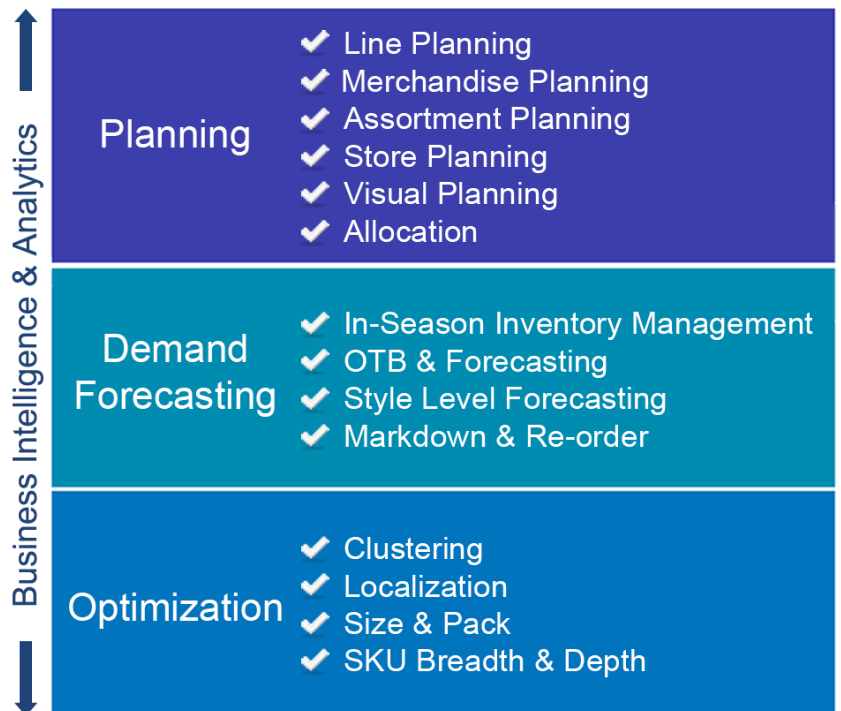 Business Intelligence & Analytics
Planning
Line Planning
Merchandise Planning
Assortment Planning
Store Planning
Visual Planning
Allocation
Demand
Forecasting
In-Season Inventory Management
OTB & Forecasting
Style Level Forecasting
Markdown & Re-order
Optimization
Clustering
Localization
Size & Pack
SKU Breadth & Depth